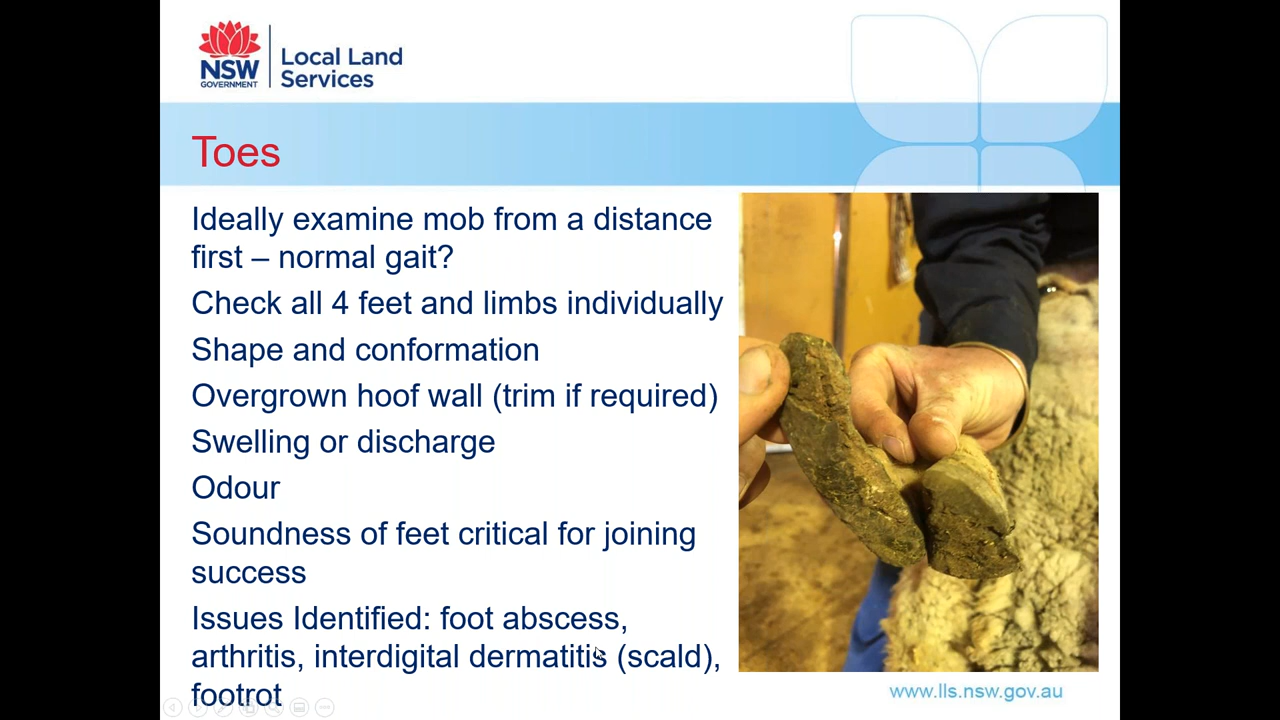 NSW
GOVERNMENT
Local Land
Services
Toes
Ideally examine mob from a distance
first – normal gait?
Check all 4 feet and limbs individually
Shape and conformation
Overgrown hoof wall (trim if required)
Swelling or discharge
Odour
Soundness of feet critical for joining
success
Issues Identified: foot abscess,
arthritis, interdigital dermatitis (scald),
footrot
www.lls.nsw.gov.au